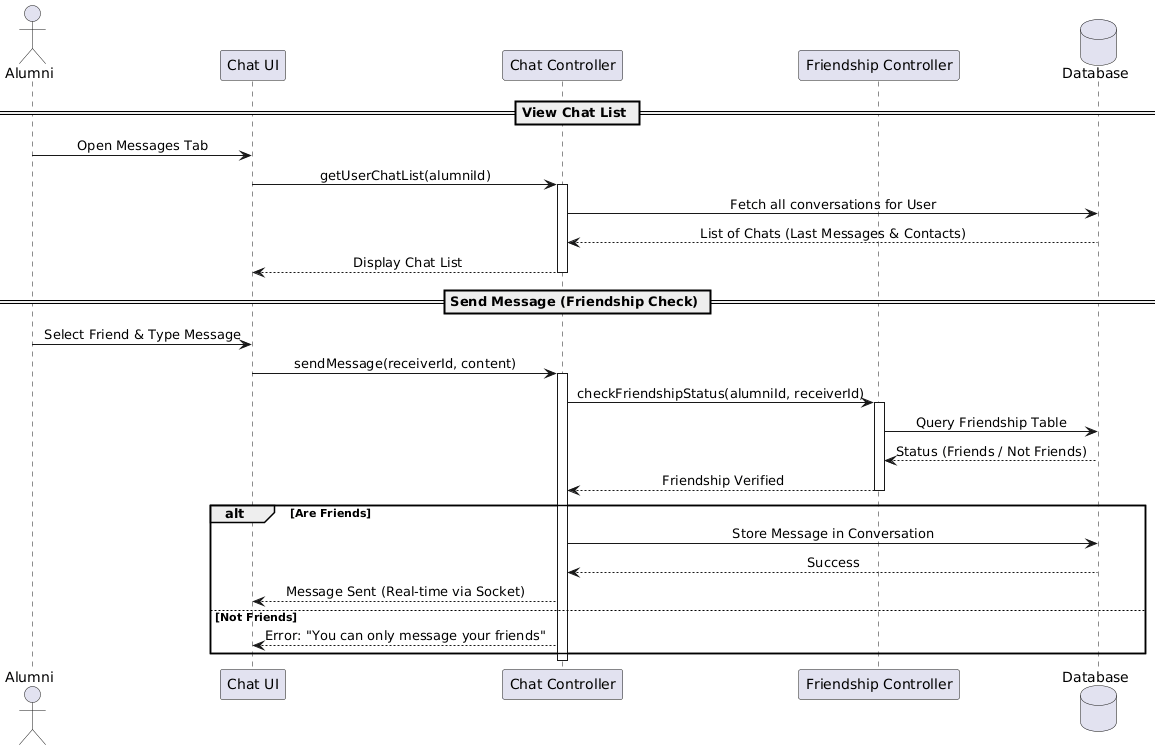 Alumni
Chat UI
Chat Controller
Friendship Controller
Database
View Chat List
Open Messages Tab
getUserChatList(alumniId)
Fetch all conversations for User
List of Chats (Last Messages & Contacts)
Display Chat List
Send Message (Friendship Check)
Select Friend & Type Message
sendMessage(receiverId, content)
checkFriendshipStatus(alumniId, receiverId)
Query Friendship Table
Status (Friends / Not Friends)
Friendship Verified
alt
[Are Friends]
Store Message in Conversation
Success
Message Sent (Real-time via Socket)
[Not Friends]
Error: "You can only message your friends"
Alumni
Chat UI
Chat Controller
Friendship Controller
Database